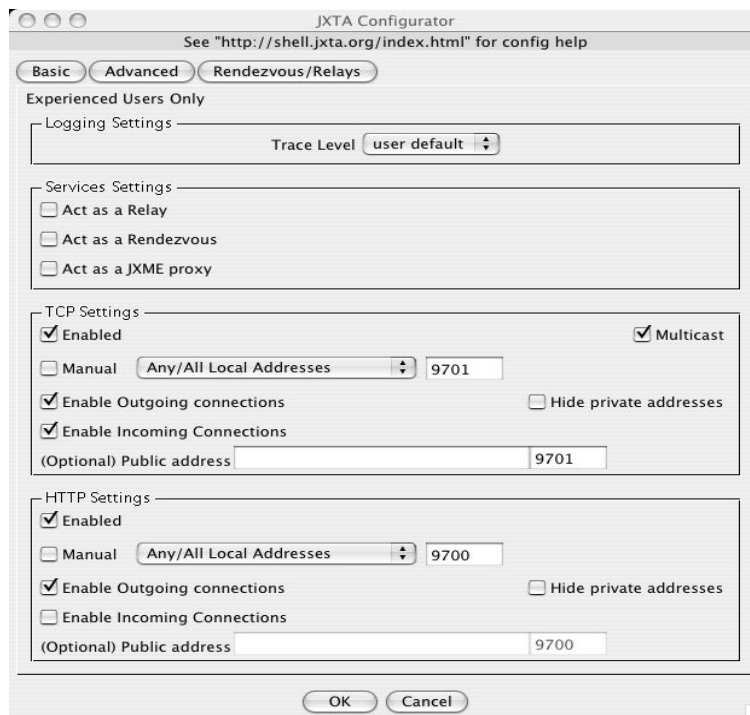 JXTA Configurator
See "http://shell.jxta.org/index.html" for config help
Basic Advanced Rendezvous/Relays
Experienced Users Only
Logging Settings
Trace Level user default
Services Settings
Act as a Relay
Act as a Rendezvous
Act as a JXME proxy
TCP Settings
Enabled Multicast
Manual Any/All Local Addresses 9701
Enable Outgoing connections Hide private addresses
Enable Incoming Connections
(Optional) Public address 9701
HTTP Settings
Enabled
Manual Any/All Local Addresses 9700
Enable Outgoing connections Hide private addresses
Enable Incoming Connections
(Optional) Public address 9700
OK Cancel